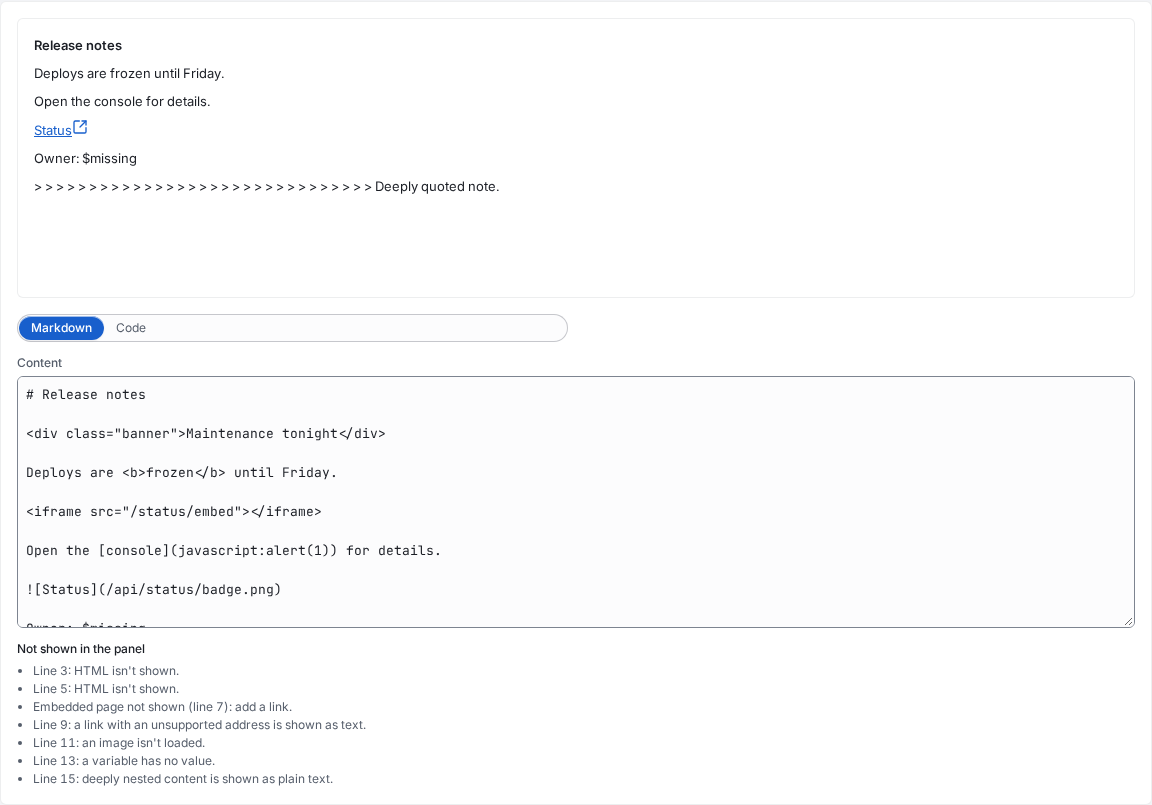 Release notes
Deploys are frozen until Friday.
Open the console for details.
Status
Owner: $missing
> > > > > > > > > > > > > > > > > > > > > > > > > > > > > > > Deeply quoted note.
Markdown Code
Content
# Release notes
<div class="banner">Maintenance tonight</div>
Deploys are <b>frozen</b> until Friday.
<iframe src="/status/embed"></iframe>
Open the [console](javascript:alert(1)) for details.
![Status](/api/status/badge.png)
Owner: $missing
Not shown in the panel
• Line 3: HTML isn't shown.
• Line 5: HTML isn't shown.
• Embedded page not shown (line 7): add a link.
• Line 9: a link with an unsupported address is shown as text.
• Line 11: an image isn't loaded.
• Line 13: a variable has no value.
• Line 15: deeply nested content is shown as plain text.